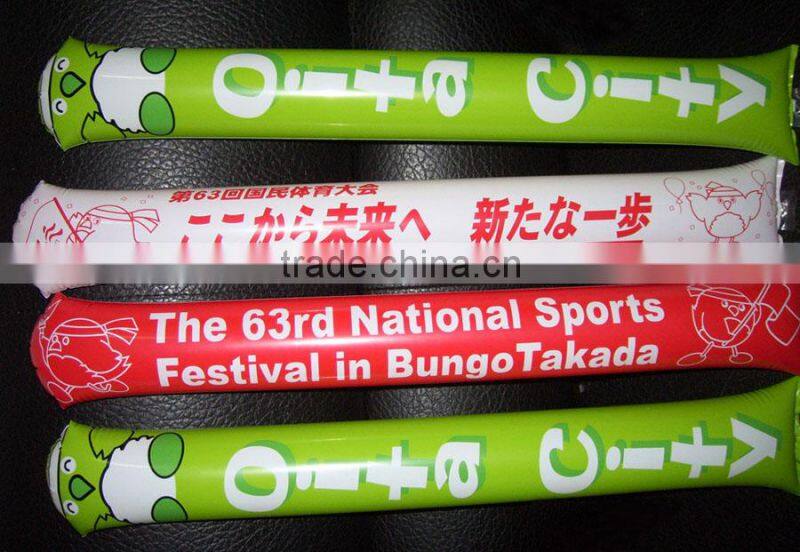 Oita City
第63回国民体育大会
ここから未来へ 新たな一歩
trade.china.cn
The 63rd National Sports
Festival in BungoTakada
Oita City